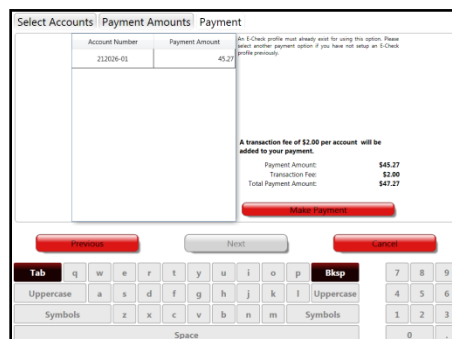 Select Accounts Payment Amounts Payment
Account Number Payment Amount
212026-01 45.27
An E-Check profile must already exist for using this option. Please
select another payment option if you have not setup an E-Check
profile previously.
A transaction fee of $2.00 per account will be
added to your payment.
Payment Amount: $45.27
Transaction Fee: $2.00
Total Payment Amount: $47.27
Make Payment
Previous Next Cancel
Tab q w e r t y u i o p Bksp 7 8 9
Uppercase a s d f g h j k l Uppercase 4 5 6
Symbols z x c v b n m Symbols 1 2 3
Space 0 .